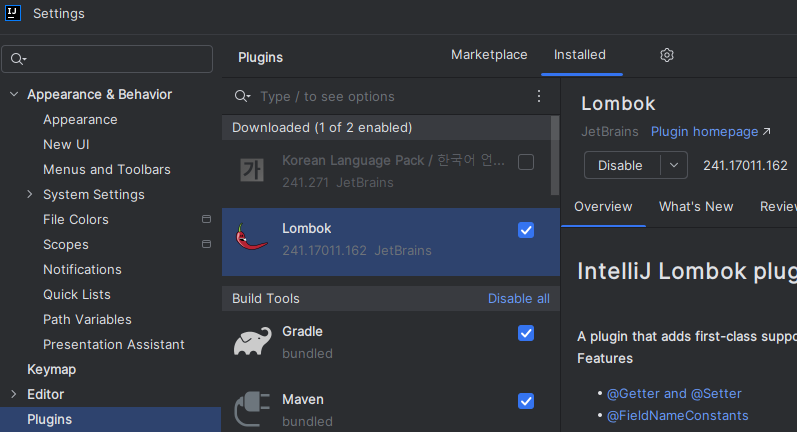 Settings
Appearance & Behavior
Appearance
New UI
Menus and Toolbars
System Settings
File Colors
Scopes
Notifications
Quick Lists
Path Variables
Presentation Assistant
Keymap
Editor
Plugins
Plugins
Marketplace
Installed
Type / to see options
Downloaded (1 of 2 enabled)
가
Korean Language Pack / 한국어 언...
241.271 JetBrains
Lombok
241.17011.162 JetBrains
Build Tools
Disable all
Gradle
bundled
Maven
bundled
Lombok
JetBrains Plugin homepage
Disable
241.17011.162
Overview
What's New
Review
IntelliJ Lombok plug
A plugin that adds first-class suppo
Features
• @Getter and @Setter
• @FieldNameConstants